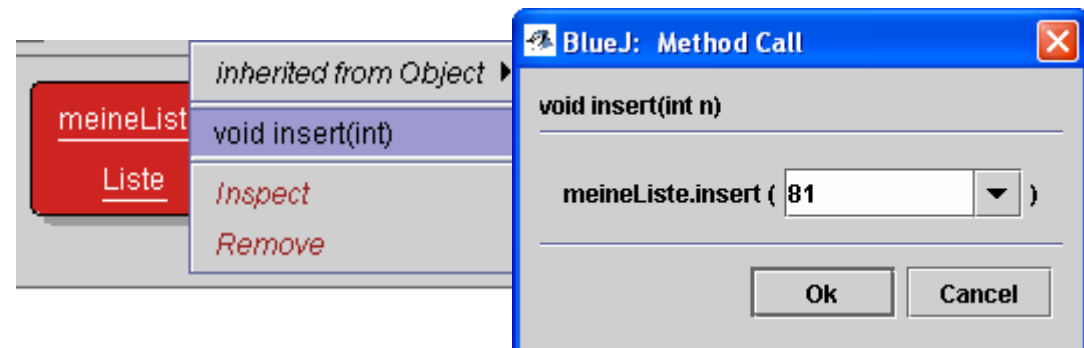 inherited from Object
meineList
void insert(int)
Liste
Inspect
Remove
BlueJ: Method Call
void insert(int n)
meineListe.insert ( 81 )
Ok Cancel